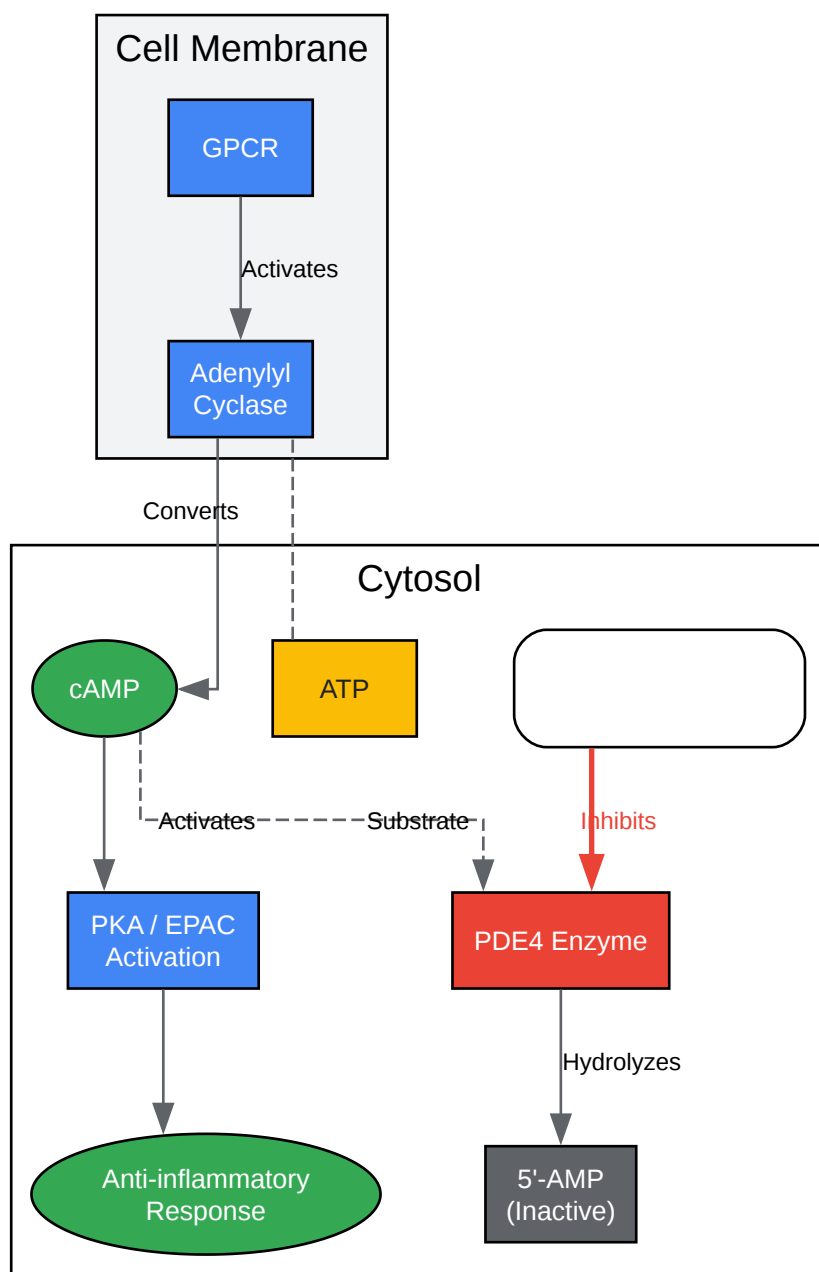 Cell Membrane
GPCR
Activates
Adenylyl
Cyclase
Converts
Cytosol
cAMP
ATP
Activates
Substrate
Inhibits
PKA / EPAC
Activation
PDE4 Enzyme
Hydrolyzes
Anti-inflammatory
Response
5'-AMP
(Inactive)